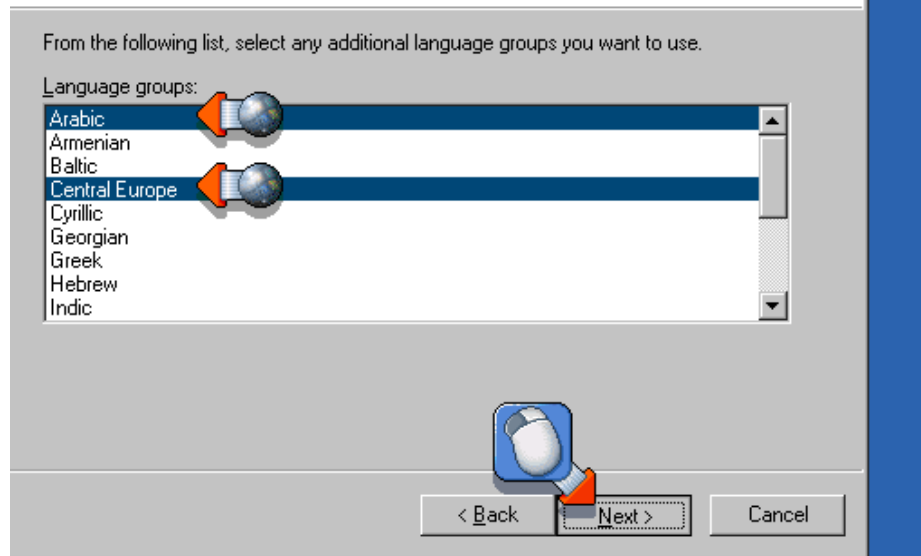 From the following list, select any additional language groups you want to use.
Language groups:
Arabic
Armenian
Baltic
Central Europe
Cyrillic
Georgian
Greek
Hebrew
Indic
< Back
Next >
Cancel